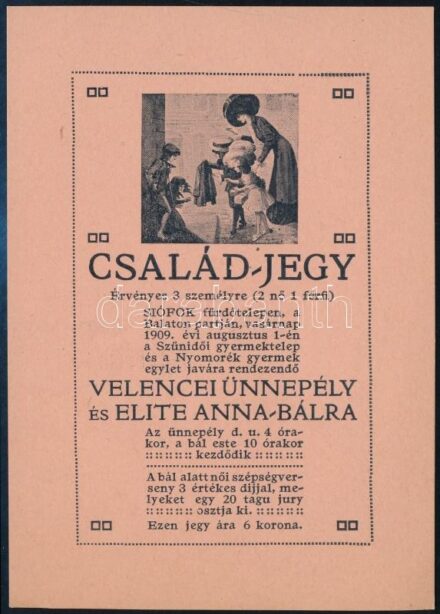 CSALÁD-JEGY
Érvényes 3 személyre (2 nő 1 férfi)
SIÓFOK fürdőtelepen, a
Balaton partján, vasárnap
1909. évi augusztus 1-én
a Szünidői gyermektelep
és a Nyomorék gyermek
egylet javára rendezendő
VELENCEI ÜNNEPÉLY
ÉS ELITE ANNA-BÁLRA
Az ünnepély d. u. 4 óra-
kor, a bál este 10 órakor
:::::::: kezdődik ::::::::
A bál alatt női szépségver-
seny 3 értékes díjjal, me-
lyeket egy 20 tagu jury
:::::::: osztja ki. ::::::::
Ezen jegy ára 6 korona.
darabanth